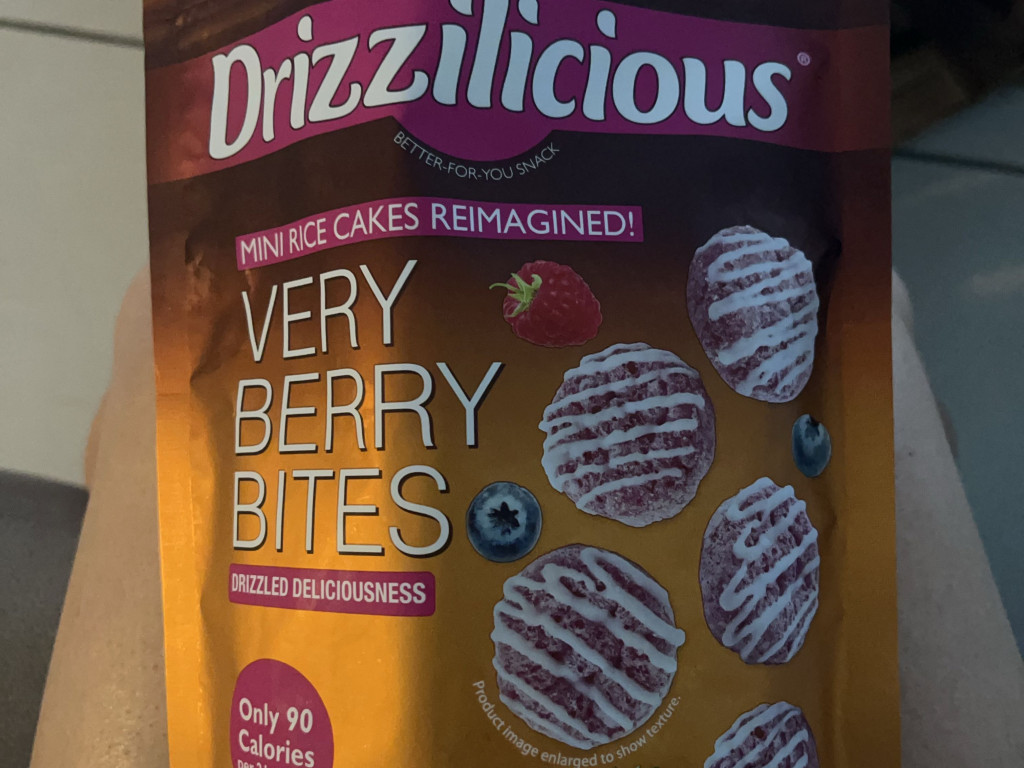 Drizzilicious®
BETTER-FOR-YOU SNACK
MINI RICE CAKES REIMAGINED!
VERY
BERRY
BITES
DRIZZLED DELICIOUSNESS
Only 90
Calories
per
Product image enlarged to show texture.